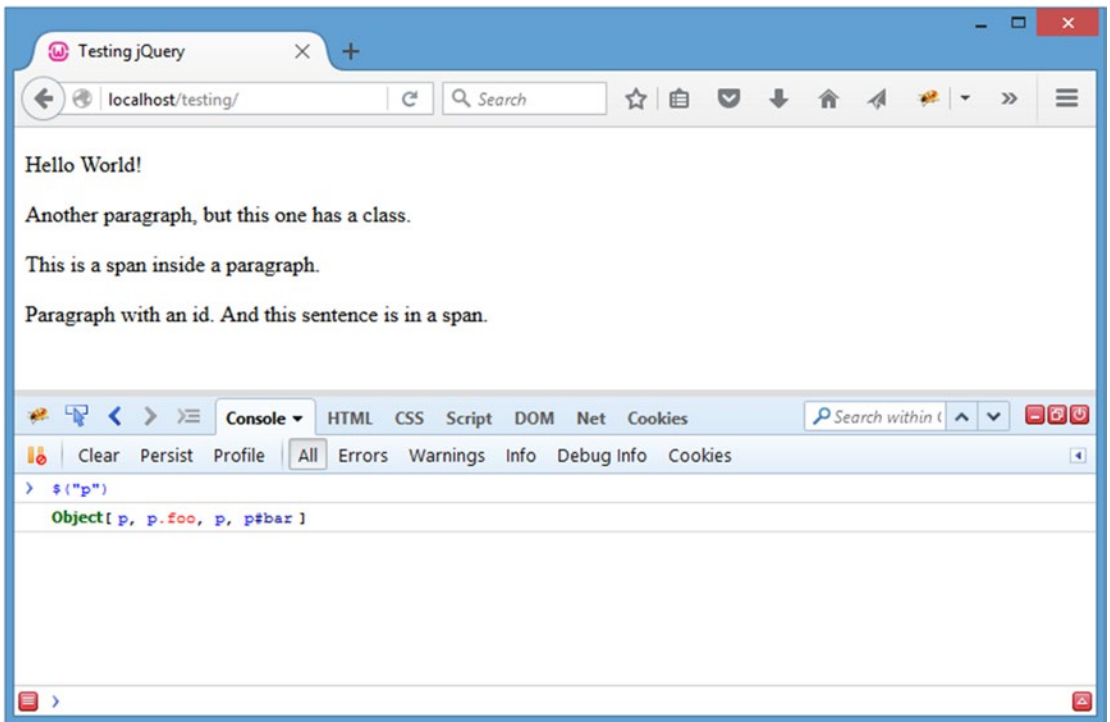 Testing jQuery
localhost/testing/
Search
Hello World!
Another paragraph, but this one has a class.
This is a span inside a paragraph.
Paragraph with an id. And this sentence is in a span.
Console HTML CSS Script DOM Net Cookies
Search within
Clear Persist Profile All Errors Warnings Info Debug Info Cookies
> $("p")
Object[ p, p.foo, p, p#bar ]
>